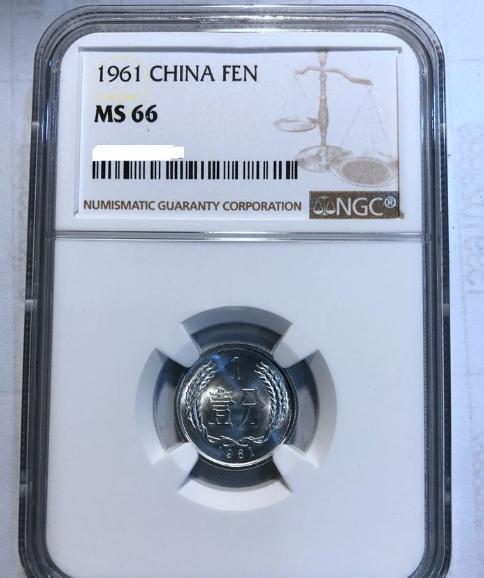 1961 CHINA FEN
MS 66
NUMISMATIC GUARANTY CORPORATION
NGC®
1
壹分
1961